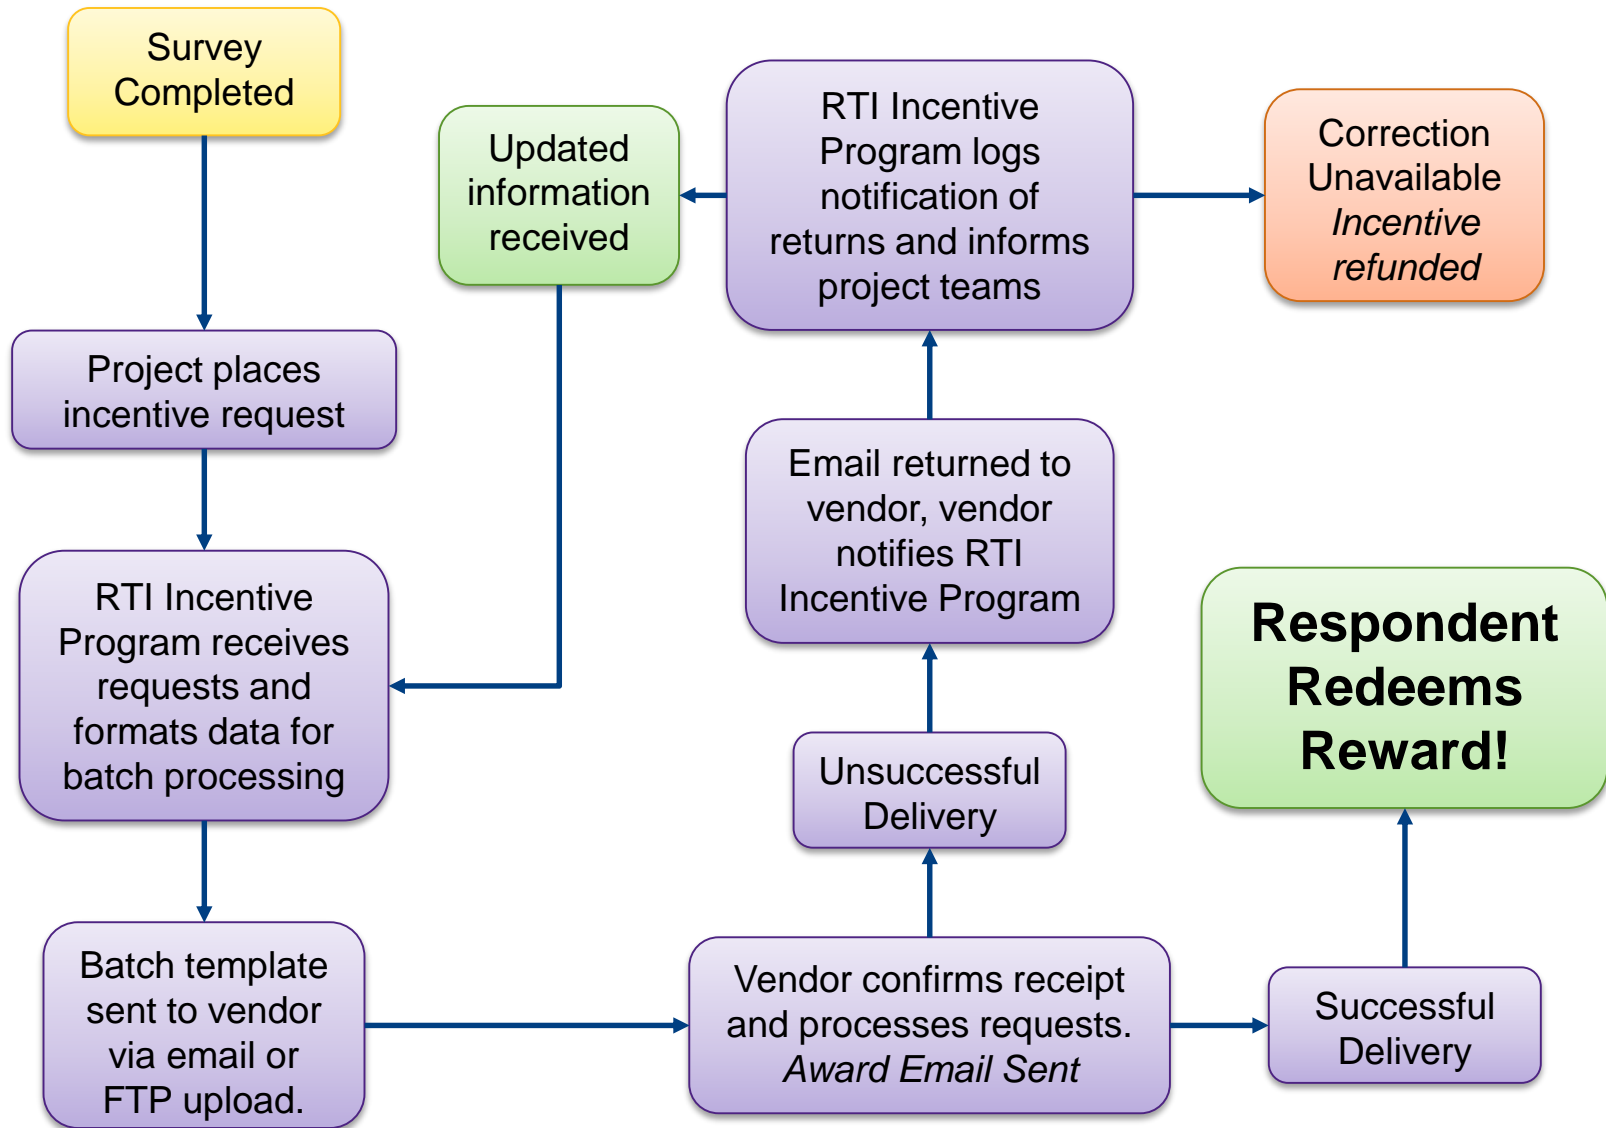 Survey
Completed
Project places
incentive request
RTI Incentive
Program receives
requests and
formats data for
batch processing
Batch template
sent to vendor
via email or
FTP upload.
Vendor confirms receipt
and processes requests.
Award Email Sent
Unsuccessful
Delivery
Email returned to
vendor, vendor
notifies RTI
Incentive Program
RTI Incentive
Program logs
notification of
returns and informs
project teams
Updated
information
received
Correction
Unavailable
Incentive
refunded
Successful
Delivery
Respondent
Redeems
Reward!